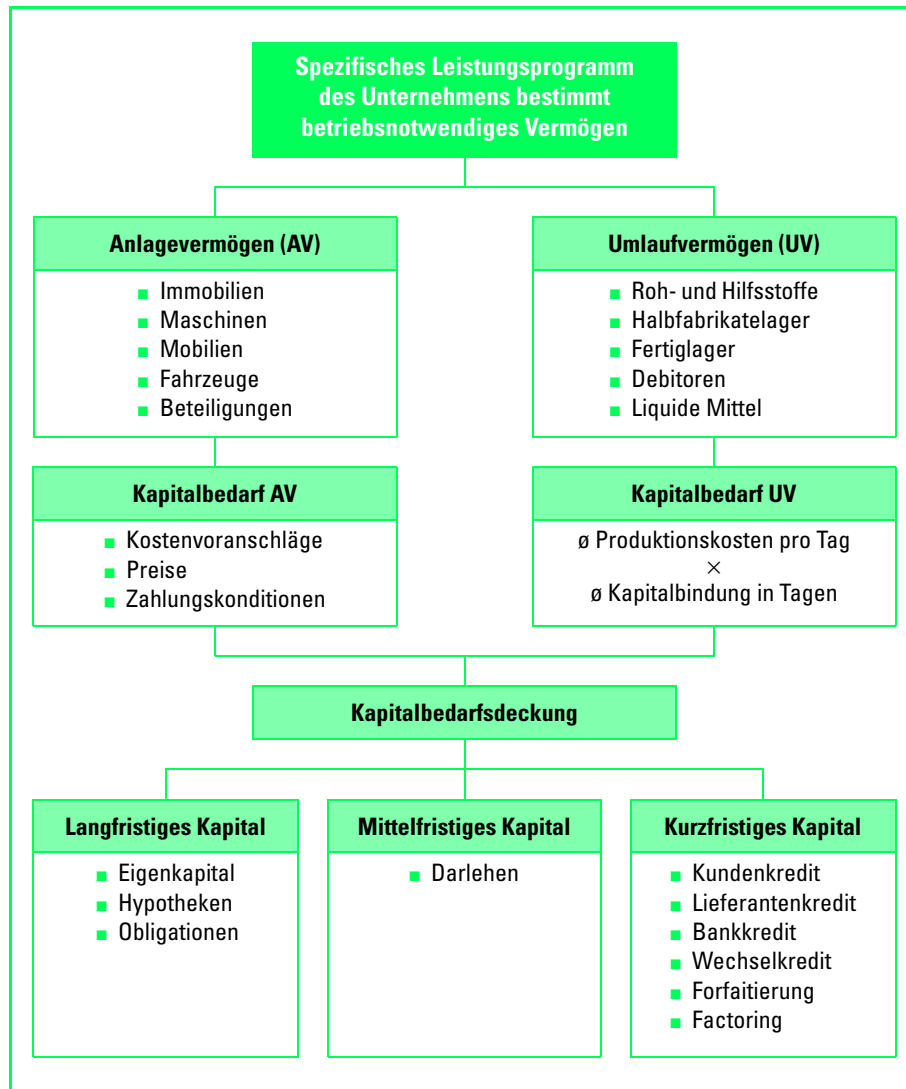 Spezifisches Leistungsprogramm
des Unternehmens bestimmt
betriebsnotwendiges Vermögen
Anlagevermögen (AV)
■ Immobilien
■ Maschinen
■ Mobilien
■ Fahrzeuge
■ Beteiligungen
Umlaufvermögen (UV)
■ Roh- und Hilfsstoffe
■ Halbfabrikatelager
■ Fertiglager
■ Debitoren
■ Liquide Mittel
Kapitalbedarf AV
■ Kostenvoranschläge
■ Preise
■ Zahlungskonditionen
Kapitalbedarf UV
ø Produktionskosten pro Tag
×
ø Kapitalbindung in Tagen
Kapitalbedarfsdeckung
Langfristiges Kapital
■ Eigenkapital
■ Hypotheken
■ Obligationen
Mittelfristiges Kapital
■ Darlehen
Kurzfristiges Kapital
■ Kundenkredit
■ Lieferantenkredit
■ Bankkredit
■ Wechselkredit
■ Forfaitierung
■ Factoring